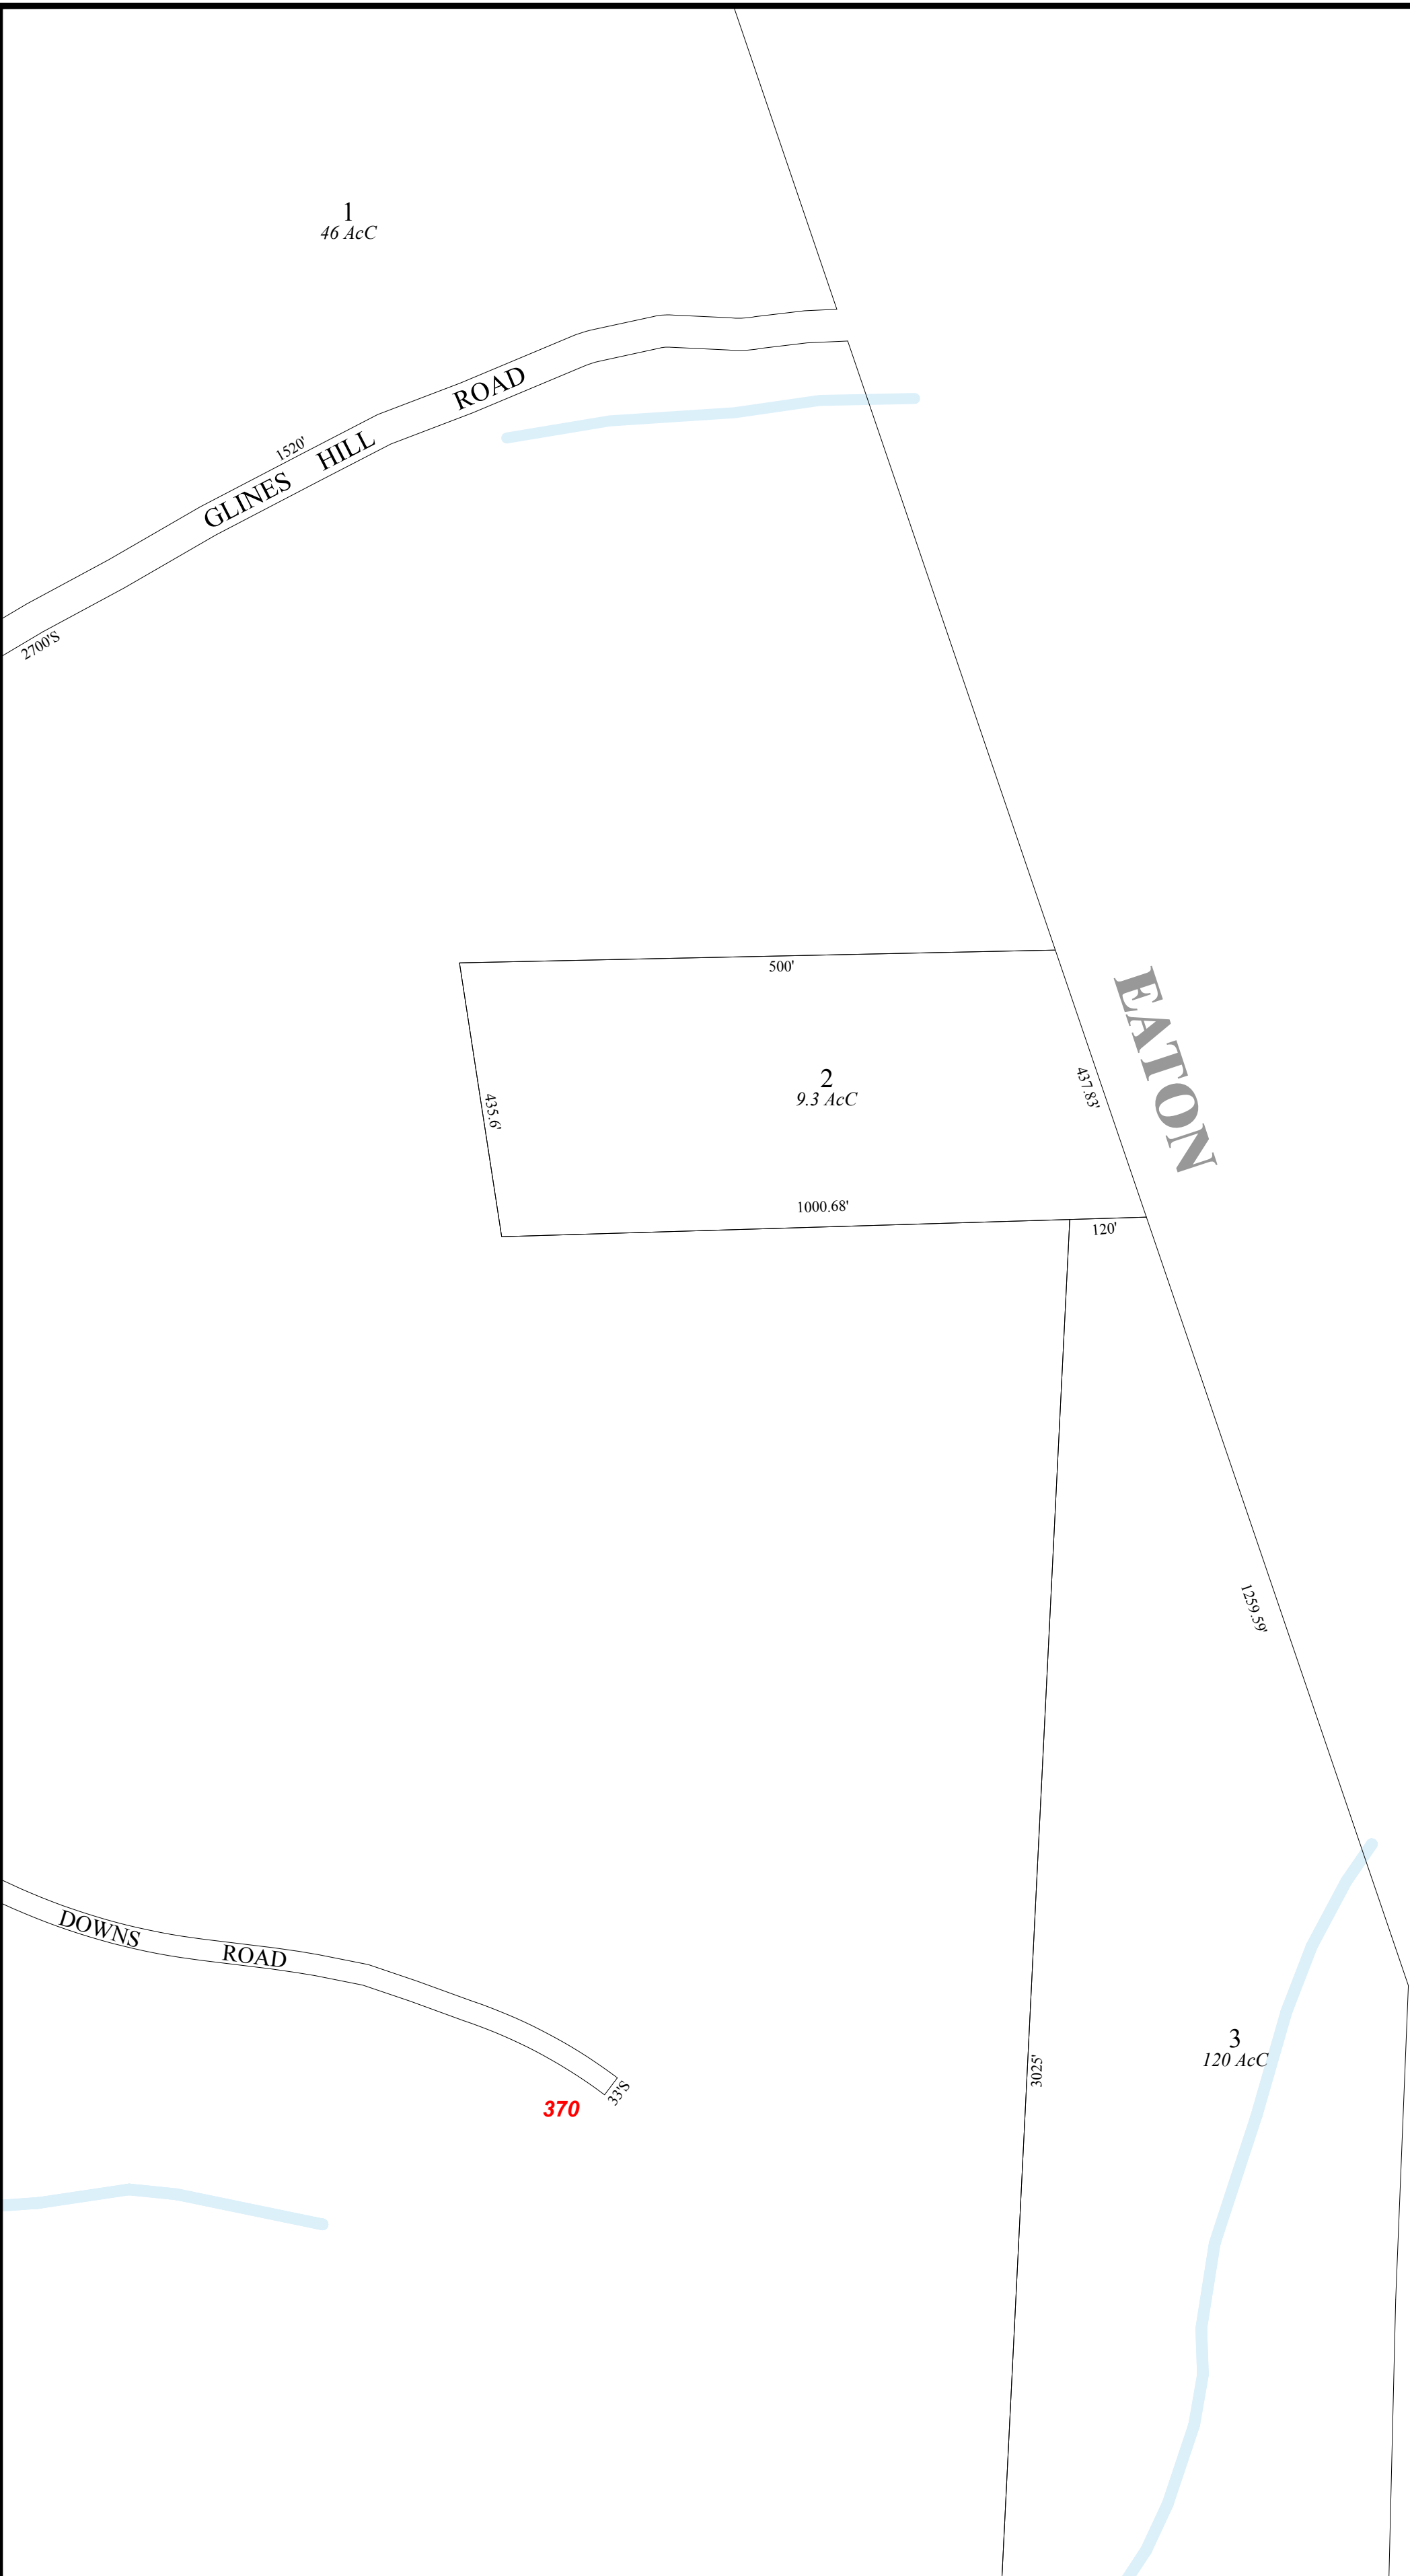 1
46 AcC
1520'
GLINES HILL ROAD
2700'S
500'
EATON
2
9.3 AcC
437.83'
435.6'
1000.68'
120'
1259.59'
DOWNS ROAD
3
120 AcC
3025'
33'S
370